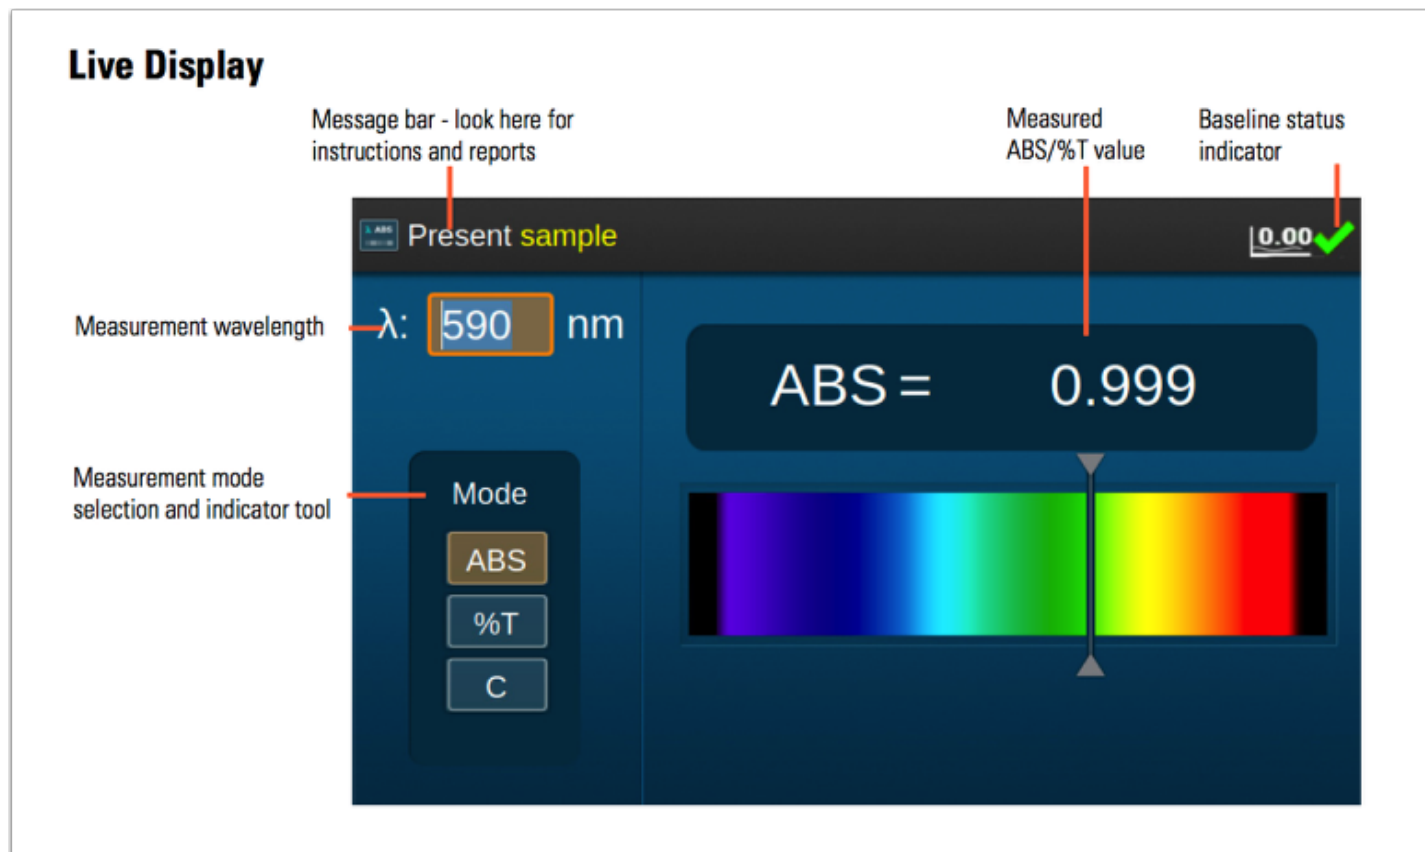 Live Display
Message bar - look here for
instructions and reports
Measured
ABS/%T value
Baseline status
indicator
Present sample
0.00
Measurement wavelength
λ: 590 nm
ABS = 0.999
Measurement mode
selection and indicator tool
Mode
ABS
%T
C